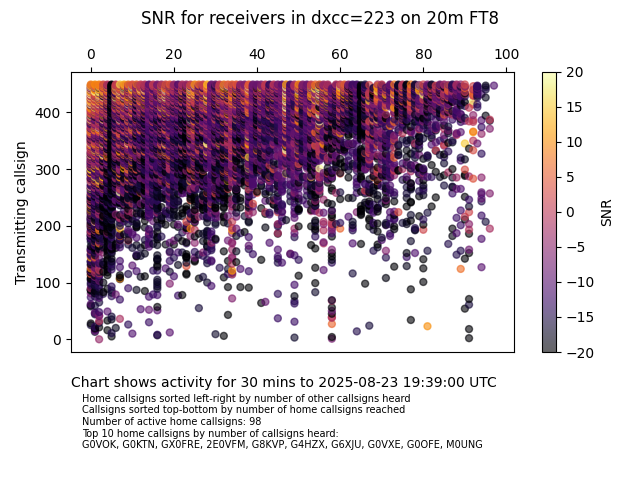 SNR for receivers in dxcc=223 on 20m FT8
0 20 40 60 80 100
400
300
200
100
0
Transmitting callsign
20
15
10
5
0
−5
−10
−15
−20
SNR
Chart shows activity for 30 mins to 2025-08-23 19:39:00 UTC
Home callsigns sorted left-right by number of other callsigns heard
Callsigns sorted top-bottom by number of home callsigns reached
Number of active home callsigns: 98
Top 10 home callsigns by number of callsigns heard:
G0VOK, G0KTN, GX0FRE, 2E0VFM, G8KVP, G4HZX, G6XJU, G0VXE, G0OFE, M0UNG